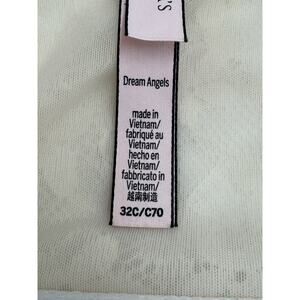 Dream Angels
made in
Vietnam/
fabriqué au
Vietnam/
hecho en
Vietnam/
fabbricato in
Vietnam/
越南制造
32C/C70